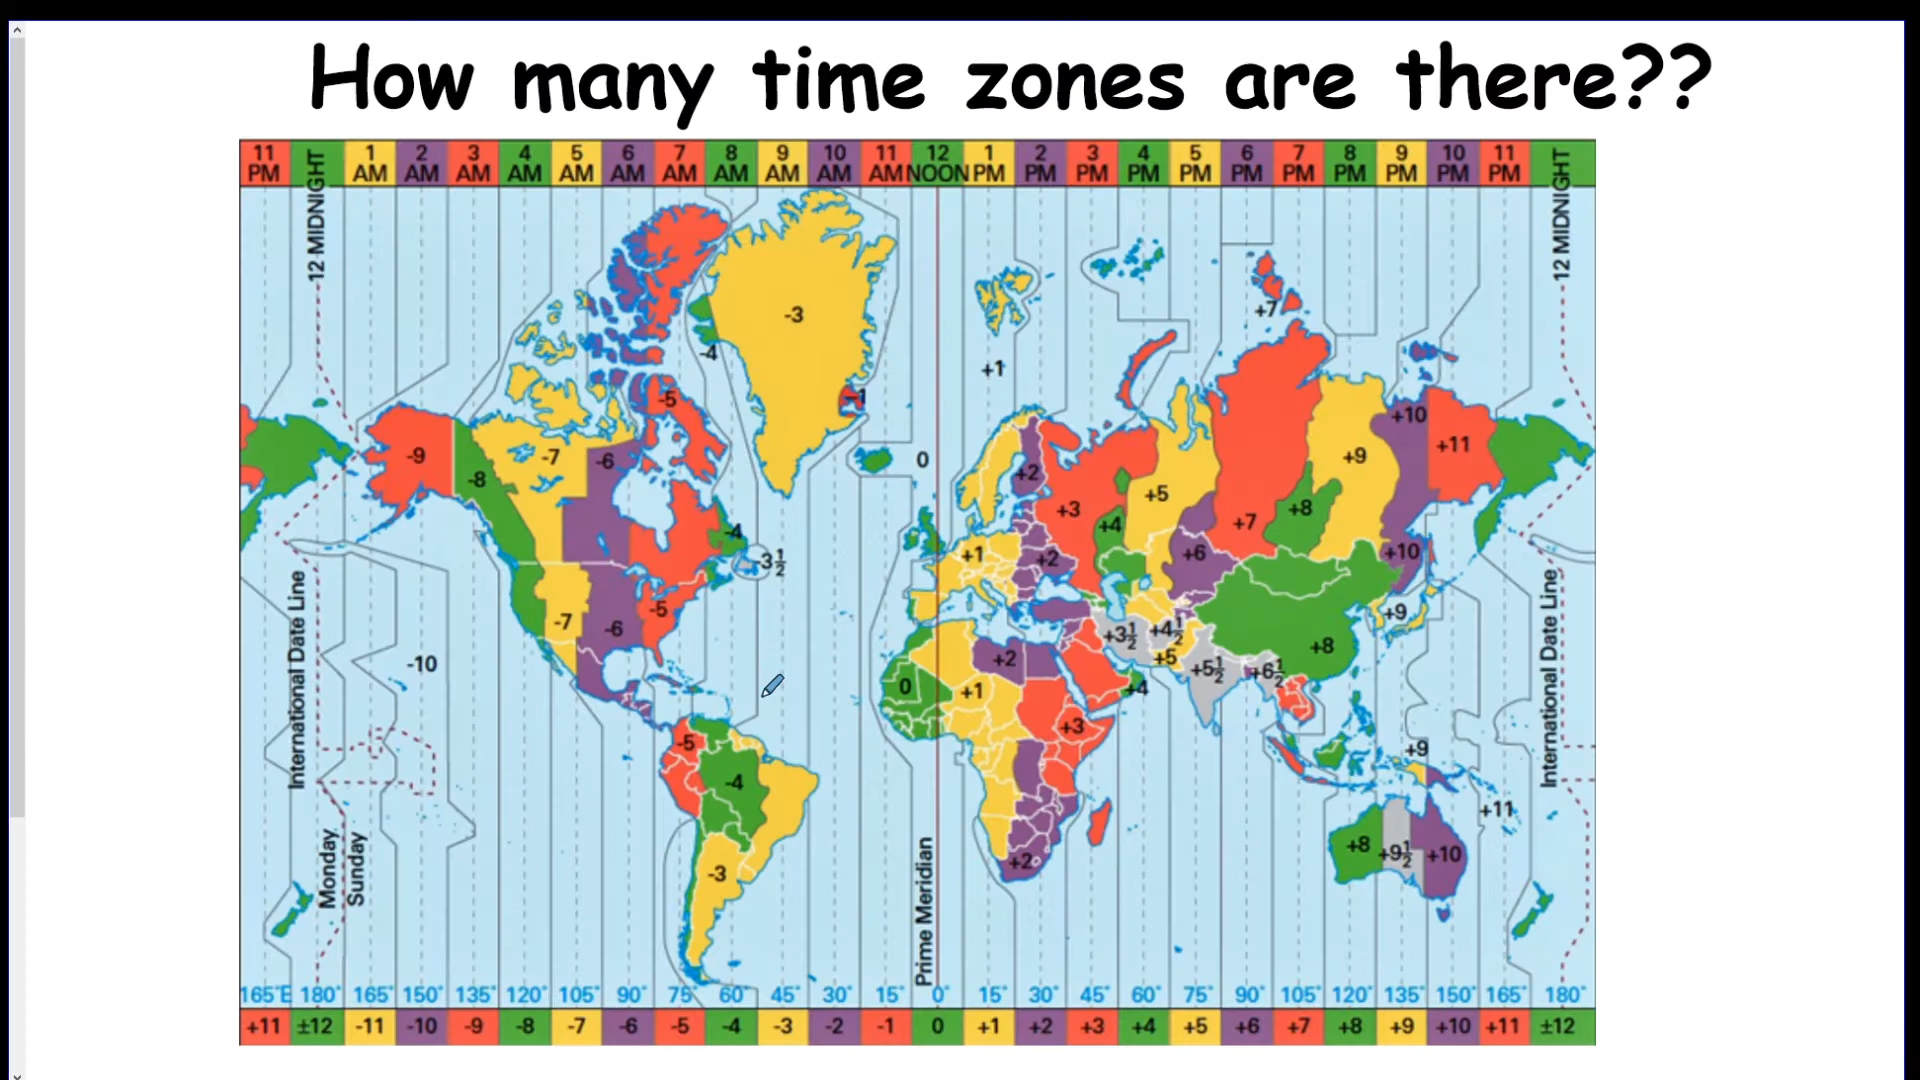 How many time zones are there??
11 PM
12 MIDNIGHT
1 AM
2 AM
3 AM
4 AM
5 AM
6 AM
7 AM
8 AM
9 AM
10 AM
11 AM
12 NOON
1 PM
2 PM
3 PM
4 PM
5 PM
6 PM
7 PM
8 PM
9 PM
10 PM
11 PM
12 MIDNIGHT
-3
+7
-4
+1
-5
-1
+10
-9
-8
-7
-6
0
+2
+9
+11
+3
+5
+4
+8
+7
-4
-3½
+1
+2
+6
+10
-7
-6
-5
+3½
+4½
+9
International Date Line
-10
0
+1
+2
+5
+5½
+6½
+8
+4
International Date Line
-5
+3
-4
+9
+11
Monday
Sunday
-3
Prime Meridian
+2
+8
+9½
+10
165°E 180° 165° 150° 135° 120° 105° 90° 75° 60° 45° 30° 15° 0° 15° 30° 45° 60° 75° 90° 105° 120° 135° 150° 165° 180°
+11 ±12 -11 -10 -9 -8 -7 -6 -5 -4 -3 -2 -1 0 +1 +2 +3 +4 +5 +6 +7 +8 +9 +10 +11 ±12